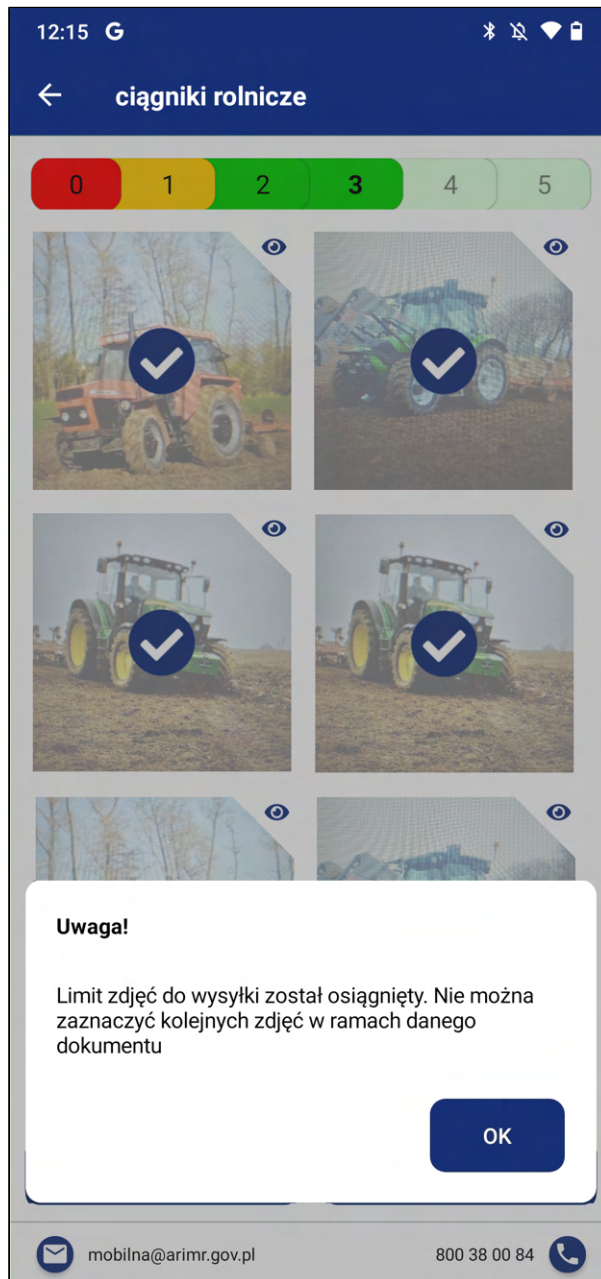 12:15 G
ciągniki rolnicze
0 1 2 3 4 5
Uwaga!
Limit zdjęć do wysyłki został osiągnięty. Nie można
zaznaczyć kolejnych zdjęć w ramach danego
dokumentu
OK
mobilna@arimr.gov.pl 800 38 00 84